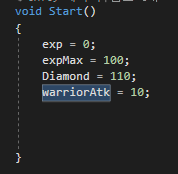 void Start()
{
exp = 0;
expMax = 100;
Diamond = 110;
warriorAtk = 10;
}